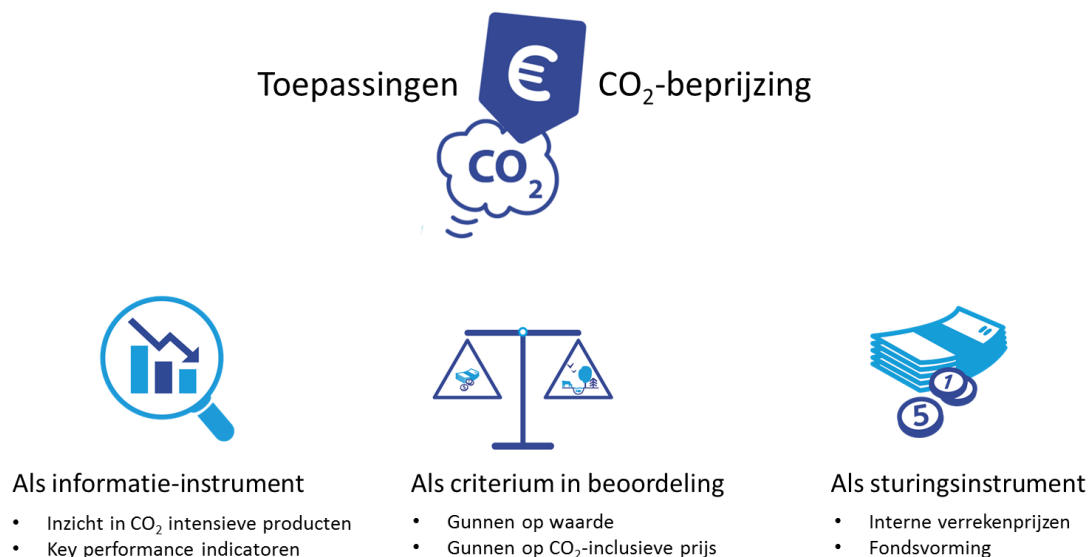 Toepassingen € CO₂-beprijzing
CO₂
1
5
Als informatie-instrument
• Inzicht in CO₂ intensieve producten
• Key performance indicatoren
Als criterium in beoordeling
• Gunnen op waarde
• Gunnen op CO₂-inclusieve prijs
Als sturingsinstrument
• Interne verrekenprijzen
• Fondsvorming